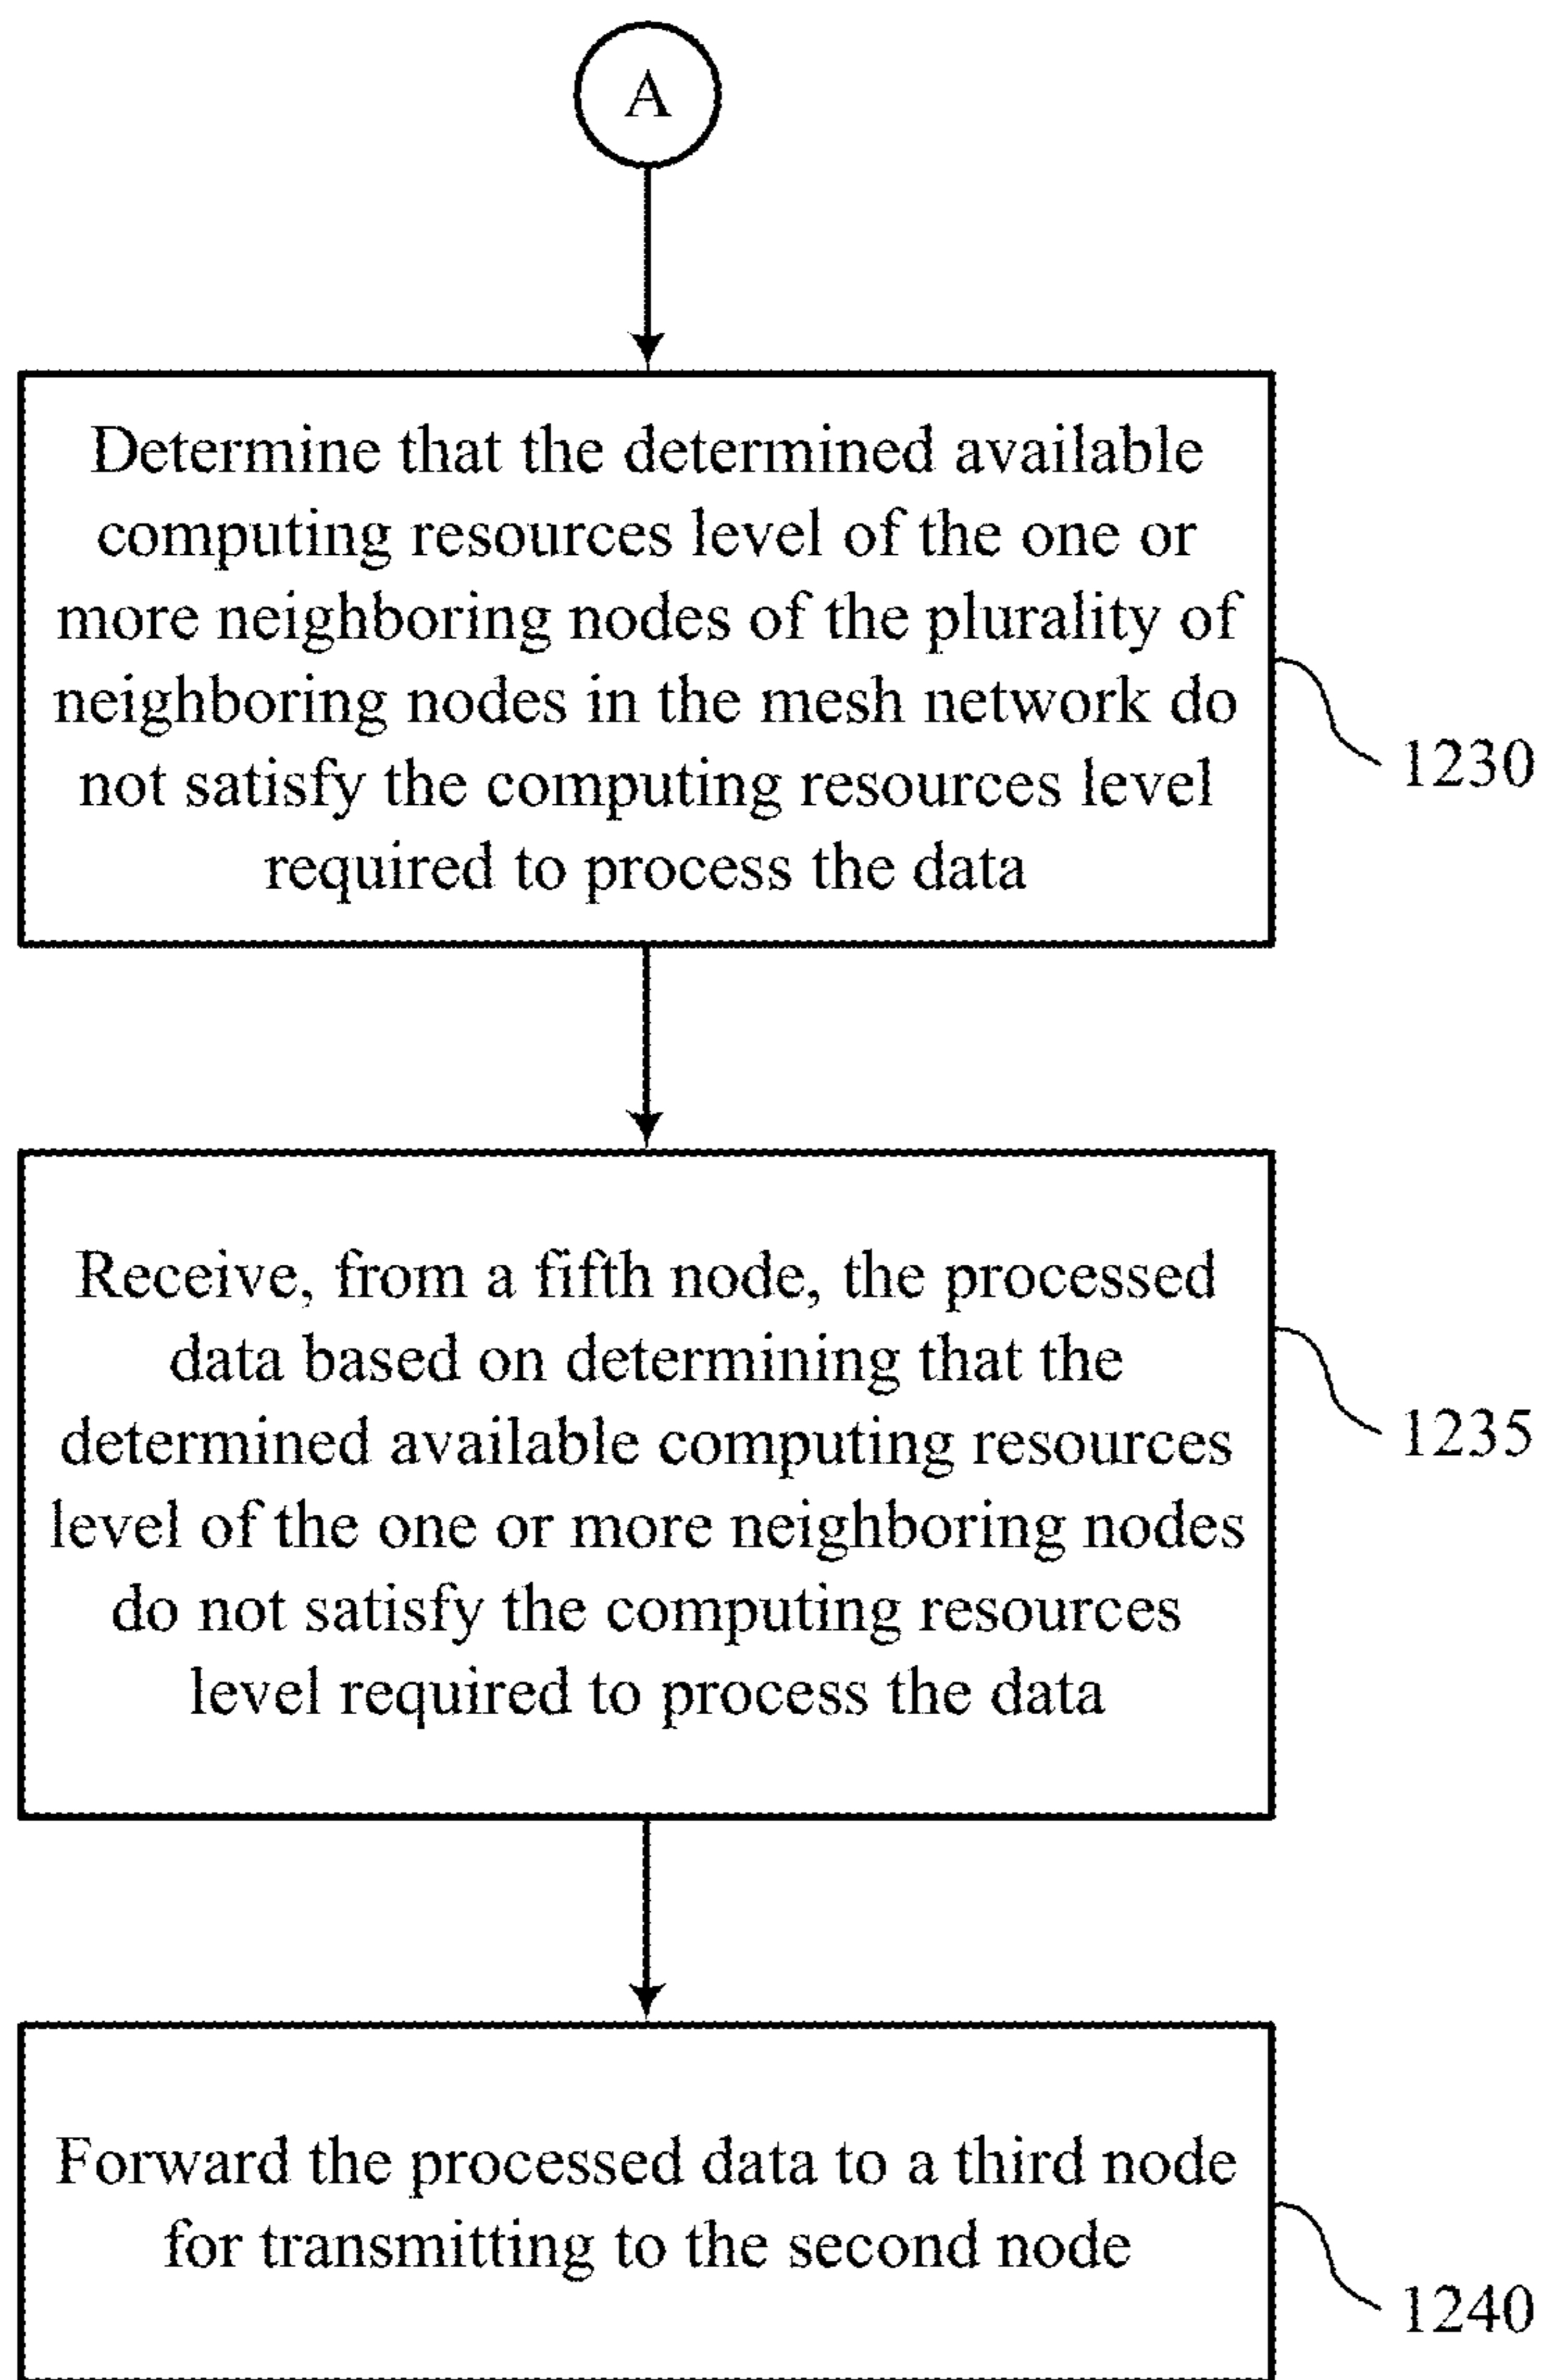 A
Determine that the determined available
computing resources level of the one or
more neighboring nodes of the plurality of
neighboring nodes in the mesh network do
not satisfy the computing resources level
required to process the data
1230
Receive, from a fifth node, the processed
data based on determining that the
determined available computing resources
level of the one or more neighboring nodes
do not satisfy the computing resources
level required to process the data
1235
Forward the processed data to a third node
for transmitting to the second node
1240